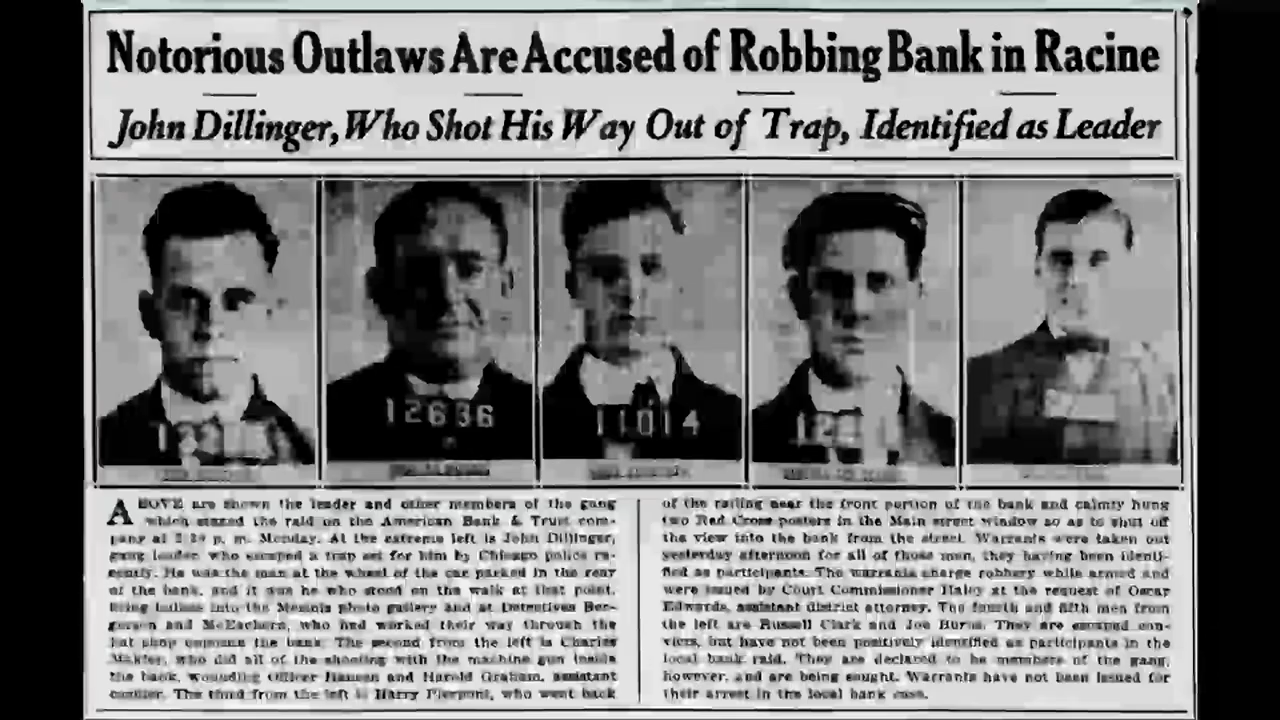 Notorious Outlaws Are Accused of Robbing Bank in Racine
John Dillinger, Who Shot His Way Out of Trap, Identified as Leader
12636
11014
ABOVE are shown the leader and other members of the gang
which staged the raid on the American Bank & Trust com-
pany at p. m. Monday. At the extreme left is John Dillinger,
gang leader, who escaped a trap set for him by Chicago police re-
cently. He was the man at the wheel of the car parked in the rear
of the bank, and it was he who stood on the walk at that point,
firing bullets into the photo gallery and at Detectives Ber-
gerson and McEachern, who had worked their way through the
hat shop opposite the bank. The second from the left is Charles
Makley, who did all of the shooting with the machine gun inside
the bank, wounding Officer Hansen and Harold Graham, assistant
cashier. The third from the left is Harry Pierpont, who went back
of the railing near the front portion of the bank and calmly hung
two Red Cross posters in the Main street window so as to shut off
the view into the bank from the street. Warrants were taken out
yesterday afternoon for all of those men, they having been identi-
fied as participants. The warrants charge robbery while armed and
were issued by Court Commissioner Haley at the request of Oscar
Edwards, assistant district attorney. The fourth and fifth men from
the left are Russell Clark and Joe Burns. They are escaped con-
victs, but have not been positively identified as participants in the
local bank raid. They are declared to be members of the gang,
however, and are being sought. Warrants have not been issued for
their arrest in the local bank case.